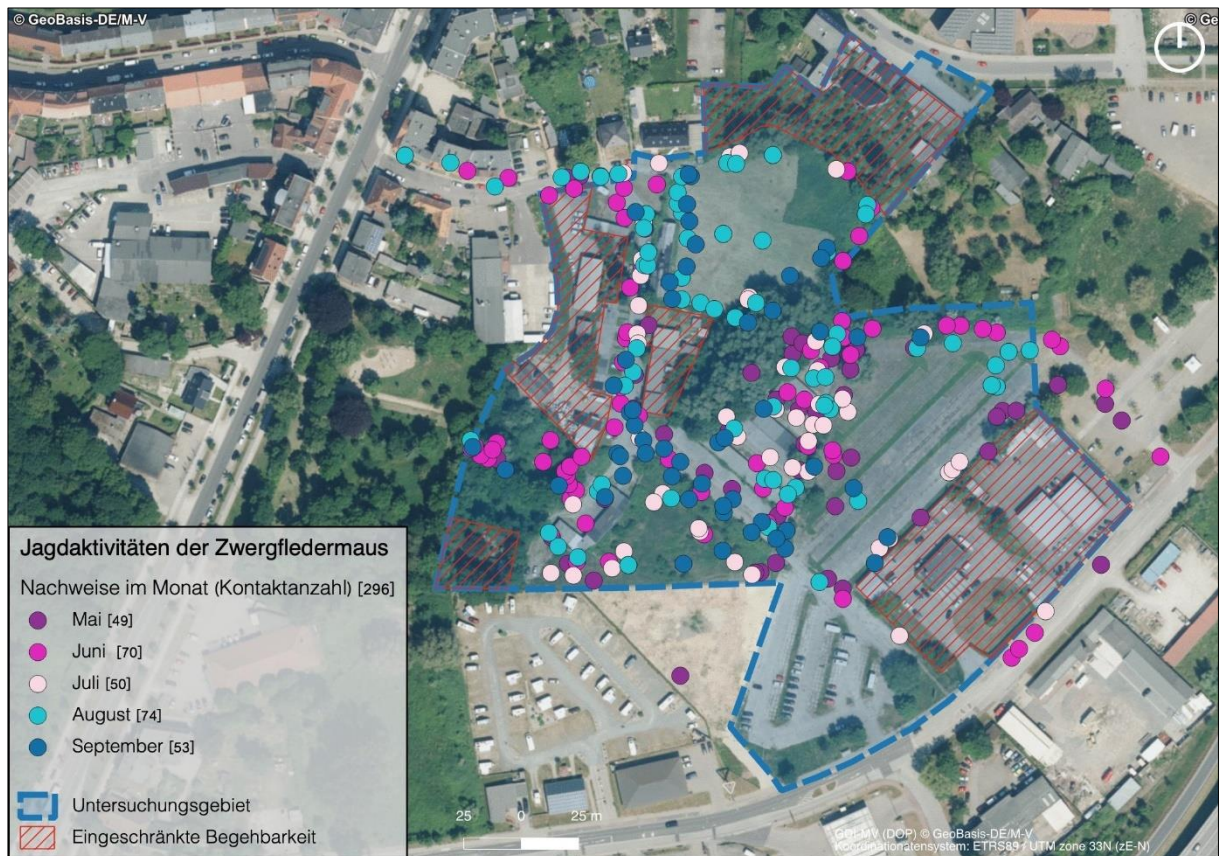 © GeoBasis-DE/M-V
© Ge
Jagdaktivitäten der Zwergfledermaus
Nachweise im Monat (Kontaktanzahl) [296]
Mai [49]
Juni [70]
Juli [50]
August [74]
September [53]
Untersuchungsgebiet
Eingeschränkte Begehbarkeit
25 0 25 m
GDI-MV (DOP) © GeoBasis-DE/M-V
Koordinatensystem: ETRS89 / UTM zone 33N (zE-N)